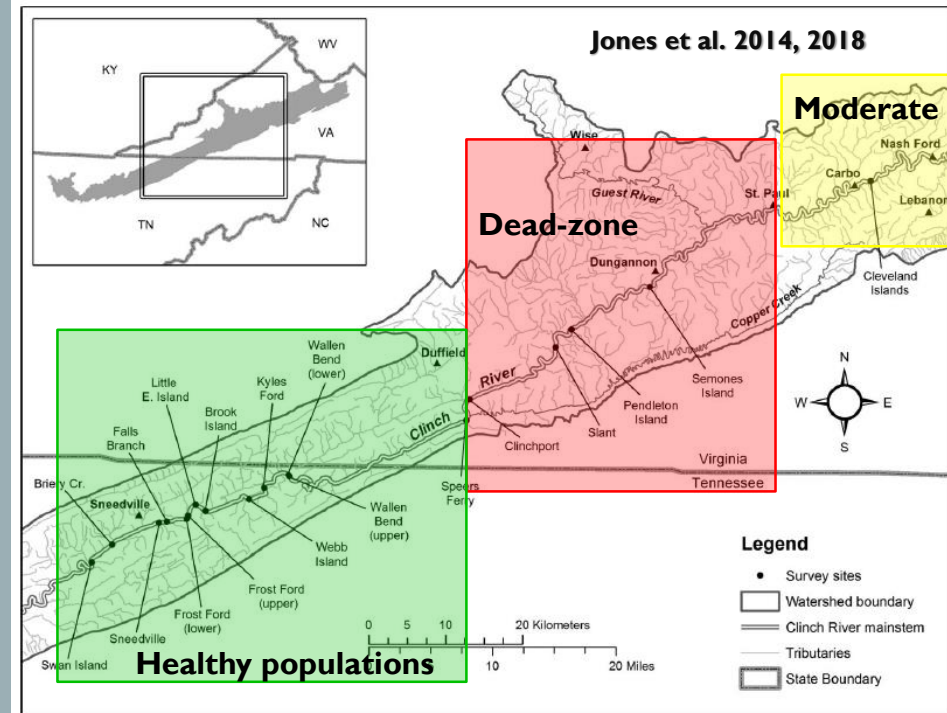 Jones et al. 2014, 2018
WV
KY
VA
TN
NC
Moderate
Nash Ford
Carbo
Lebanon
Cleveland
Islands
Wise
Guest River
St. Paul
Dead-zone
Dungannon
Copper Creek
Semones
Island
Pendleton
Island
Slant
Clinchport
River
Clinch
Duffield
Speers
Ferry
Virginia
Tennessee
N
W
E
S
Wallen
Bend
(lower)
Kyles
Ford
Little
E. Island
Brook
Island
Falls
Branch
Briery Cr.
Sneedville
Wallen
Bend
(upper)
Webb
Island
Frost Ford
(upper)
Frost Ford
(lower)
Sneedville
Swan Island
Healthy populations
0 10 20 Kilometers
0 10 20 Miles
Legend
Survey sites
Watershed boundary
Clinch River mainstem
Tributaries
State Boundary